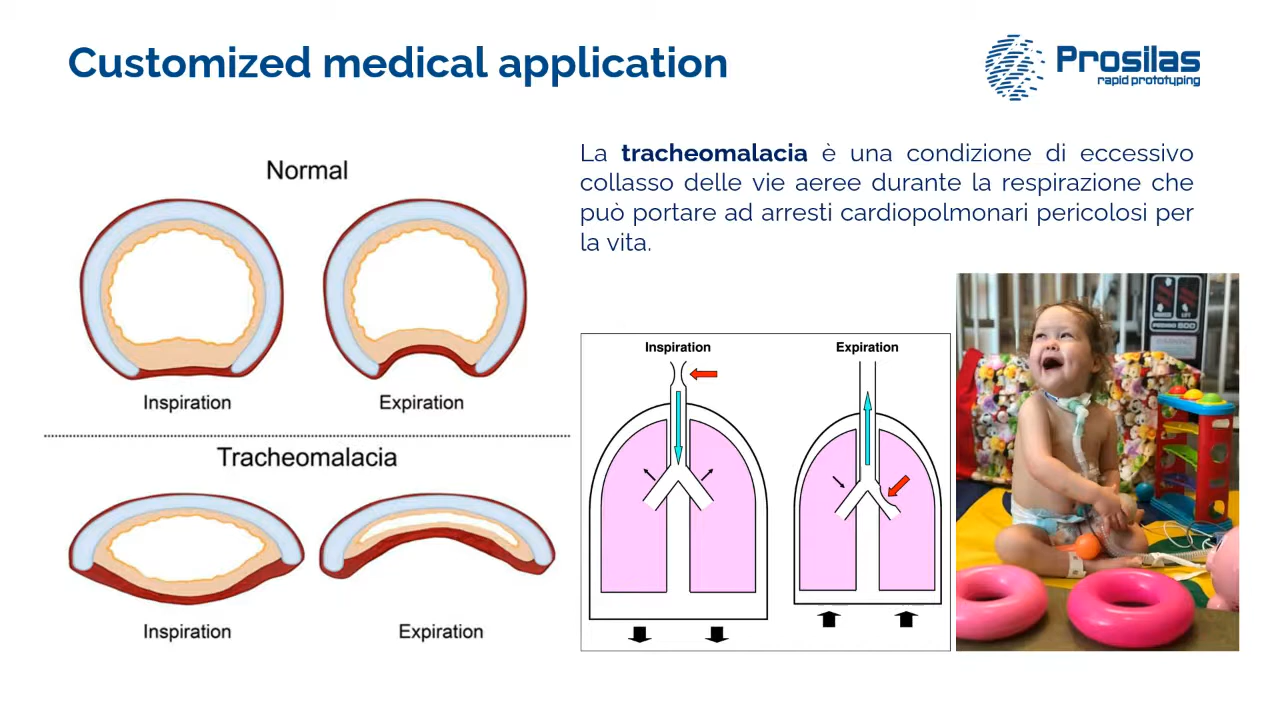 Customized medical application
Prosilas
rapid prototyping
La tracheomalacia è una condizione di eccessivo
collasso delle vie aeree durante la respirazione che
può portare ad arresti cardiopolmonari pericolosi per
la vita.
Normal
Inspiration
Expiration
Tracheomalacia
Inspiration
Expiration
Inspiration
Expiration